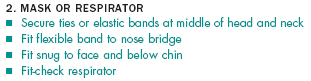 2. MASK OR RESPIRATOR
■ Secure ties or elastic bands at middle of head and neck
■ Fit flexible band to nose bridge
■ Fit snug to face and below chin
■ Fit-check respirator